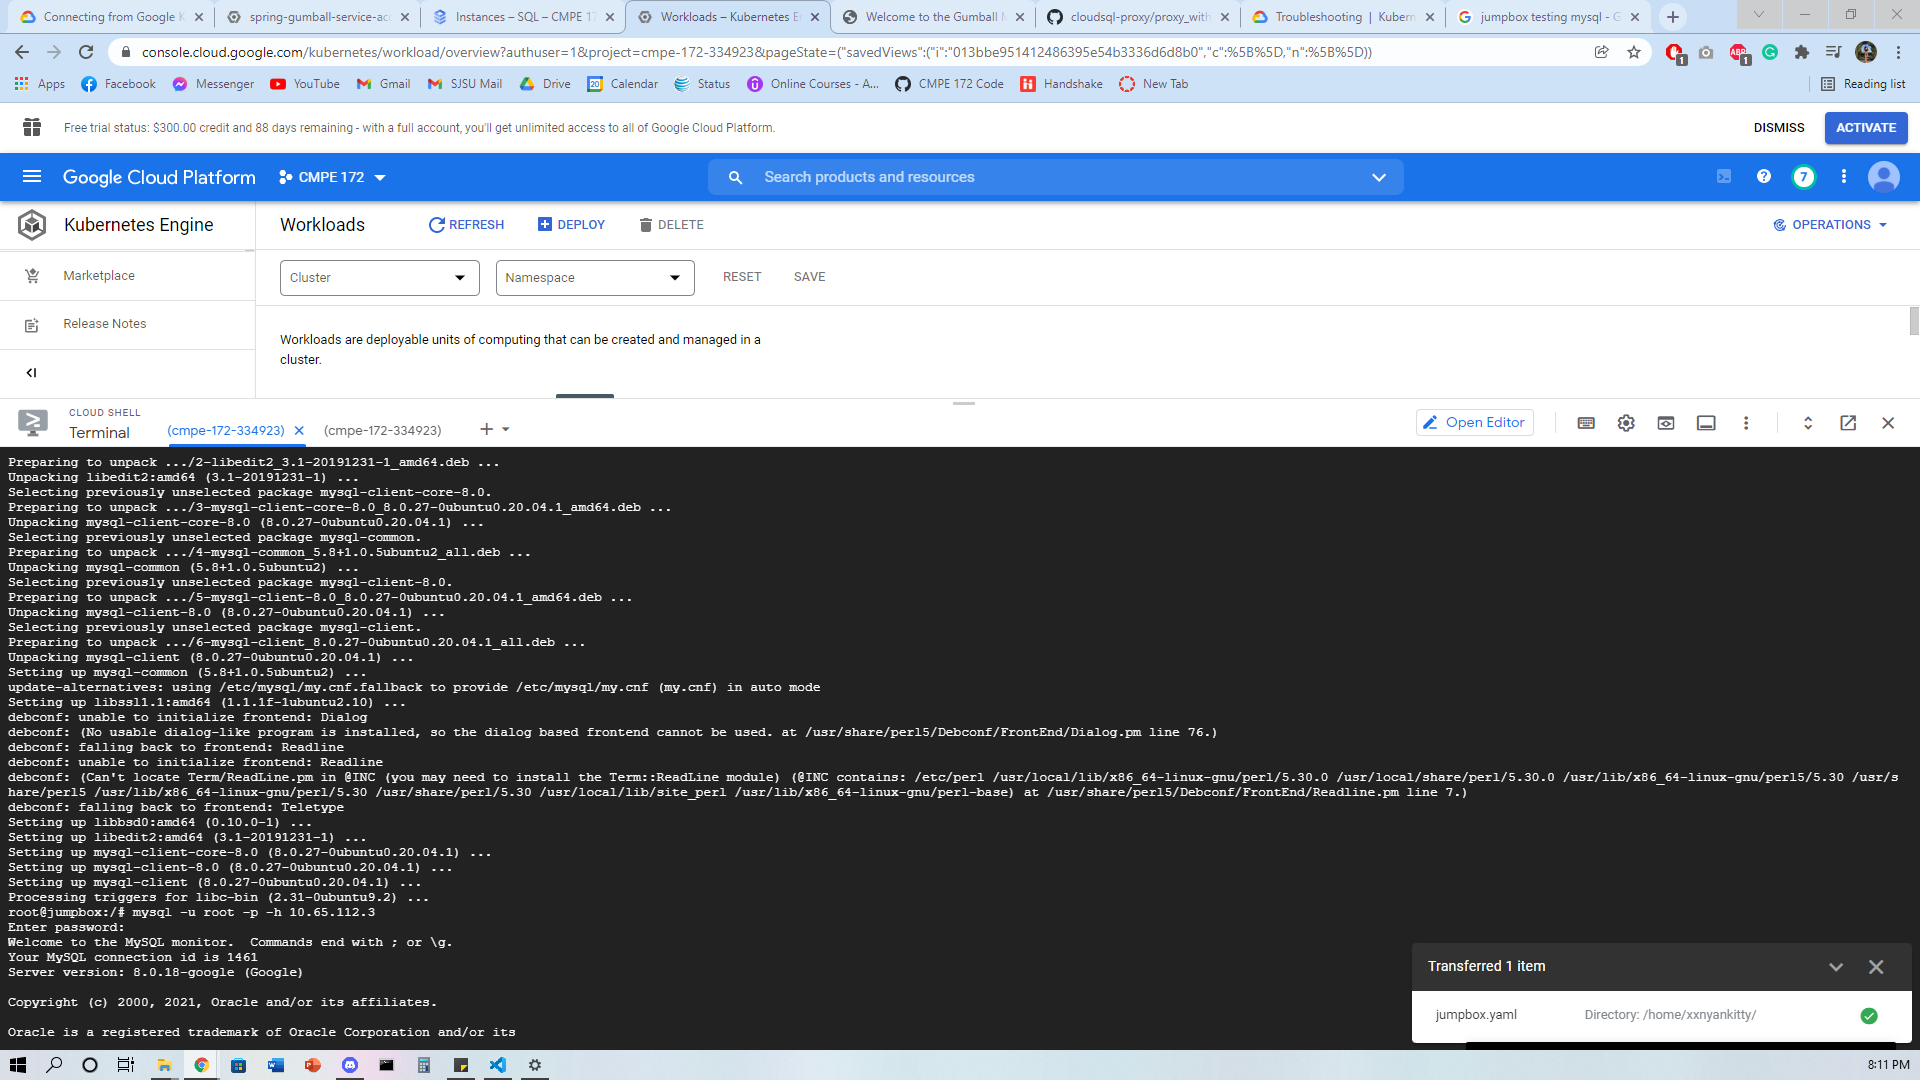 Connecting from Google K
spring-gumball-service-acc
Instances – SQL – CMPE 17
Workloads – Kubernetes En
Welcome to the Gumball M
cloudsql-proxy/proxy_with
Troubleshooting | Kubern
jumpbox testing mysql - G
console.cloud.google.com/kubernetes/workload/overview?authuser=1&project=cmpe-172-334923&pageState=("savedViews":("i":"013bbe951412486395e54b3336d6d8b0","c":%5B%5D,"n":%5B%5D))
Apps Facebook Messenger YouTube Gmail SJSU Mail Drive Calendar Status Online Courses - A... CMPE 172 Code Handshake New Tab Reading list
Free trial status: $300.00 credit and 88 days remaining - with a full account, you'll get unlimited access to all of Google Cloud Platform.
DISMISS ACTIVATE
Google Cloud Platform CMPE 172 Search products and resources 7
Kubernetes Engine
Workloads REFRESH DEPLOY DELETE OPERATIONS
Marketplace
Cluster Namespace RESET SAVE
Release Notes
Workloads are deployable units of computing that can be created and managed in a
cluster.
CLOUD SHELL
Terminal (cmpe-172-334923) (cmpe-172-334923) Open Editor
Preparing to unpack .../2-libedit2_3.1-20191231-1_amd64.deb ...
Unpacking libedit2:amd64 (3.1-20191231-1) ...
Selecting previously unselected package mysql-client-core-8.0.
Preparing to unpack .../3-mysql-client-core-8.0_8.0.27-0ubuntu0.20.04.1_amd64.deb ...
Unpacking mysql-client-core-8.0 (8.0.27-0ubuntu0.20.04.1) ...
Selecting previously unselected package mysql-common.
Preparing to unpack .../4-mysql-common_5.8+1.0.5ubuntu2_all.deb ...
Unpacking mysql-common (5.8+1.0.5ubuntu2) ...
Selecting previously unselected package mysql-client-8.0.
Preparing to unpack .../5-mysql-client-8.0_8.0.27-0ubuntu0.20.04.1_amd64.deb ...
Unpacking mysql-client-8.0 (8.0.27-0ubuntu0.20.04.1) ...
Selecting previously unselected package mysql-client.
Preparing to unpack .../6-mysql-client_8.0.27-0ubuntu0.20.04.1_all.deb ...
Unpacking mysql-client (8.0.27-0ubuntu0.20.04.1) ...
Setting up mysql-common (5.8+1.0.5ubuntu2) ...
update-alternatives: using /etc/mysql/my.cnf.fallback to provide /etc/mysql/my.cnf (my.cnf) in auto mode
Setting up libssl1.1:amd64 (1.1.1f-1ubuntu2.10) ...
debconf: unable to initialize frontend: Dialog
debconf: (No usable dialog-like program is installed, so the dialog based frontend cannot be used. at /usr/share/perl5/Debconf/FrontEnd/Dialog.pm line 76.)
debconf: falling back to frontend: Readline
debconf: unable to initialize frontend: Readline
debconf: (Can't locate Term/ReadLine.pm in @INC (you may need to install the Term::ReadLine module) (@INC contains: /etc/perl /usr/local/lib/x86_64-linux-gnu/perl/5.30.0 /usr/local/share/perl/5.30.0 /usr/lib/x86_64-linux-gnu/perl5/5.30 /usr/s
hare/perl5 /usr/lib/x86_64-linux-gnu/perl/5.30 /usr/share/perl/5.30 /usr/local/lib/site_perl /usr/lib/x86_64-linux-gnu/perl-base) at /usr/share/perl5/Debconf/FrontEnd/Readline.pm line 7.)
debconf: falling back to frontend: Teletype
Setting up libbsd0:amd64 (0.10.0-1) ...
Setting up libedit2:amd64 (3.1-20191231-1) ...
Setting up mysql-client-core-8.0 (8.0.27-0ubuntu0.20.04.1) ...
Setting up mysql-client-8.0 (8.0.27-0ubuntu0.20.04.1) ...
Setting up mysql-client (8.0.27-0ubuntu0.20.04.1) ...
Processing triggers for libc-bin (2.31-0ubuntu9.2) ...
root@jumpbox:/# mysql -u root -p -h 10.65.112.3
Enter password:
Welcome to the MySQL monitor.  Commands end with ; or \g.
Your MySQL connection id is 1461
Server version: 8.0.18-google (Google)
Copyright (c) 2000, 2021, Oracle and/or its affiliates.
Oracle is a registered trademark of Oracle Corporation and/or its
Transferred 1 item
jumpbox.yaml Directory: /home/xxnyankitty/
8:11 PM